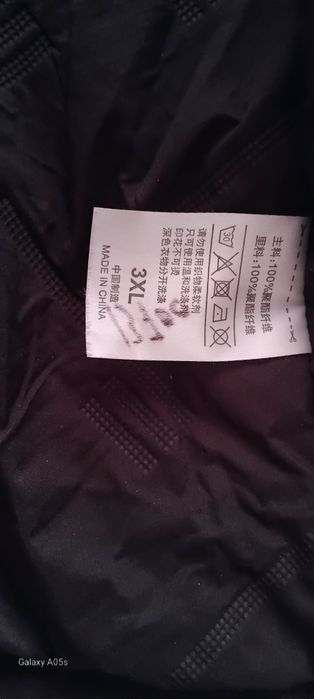 主料:100%聚酯纤维
里料:100%聚酯纤维
30
请勿使用织物柔软剂
只可使用温和洗涤剂
印花不可烫
深色衣物分开洗涤
3XL
中国制造
MADE IN CHINA
Galaxy A05s